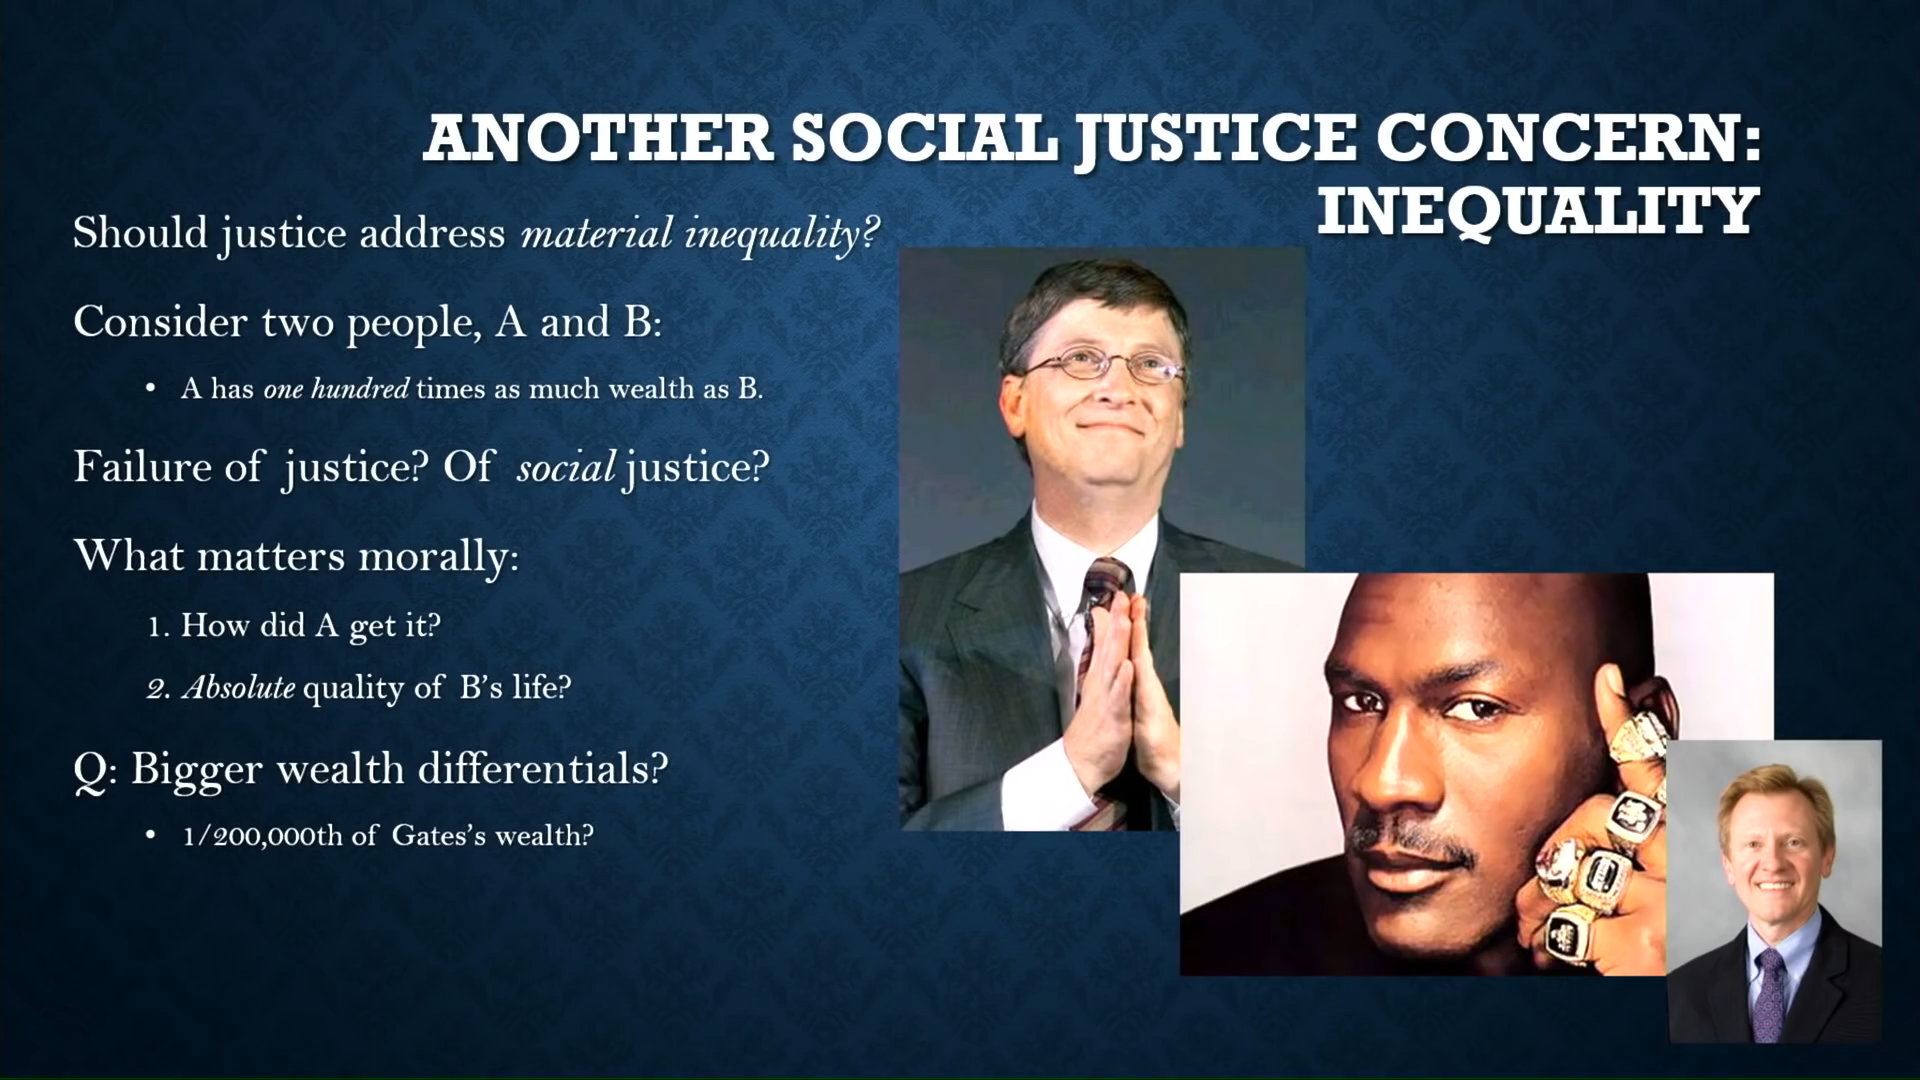 ANOTHER SOCIAL JUSTICE CONCERN:
INEQUALITY
Should justice address material inequality?
Consider two people, A and B:
• A has one hundred times as much wealth as B.
Failure of justice? Of social justice?
What matters morally:
1. How did A get it?
2. Absolute quality of B's life?
Q: Bigger wealth differentials?
• 1/200,000th of Gates's wealth?